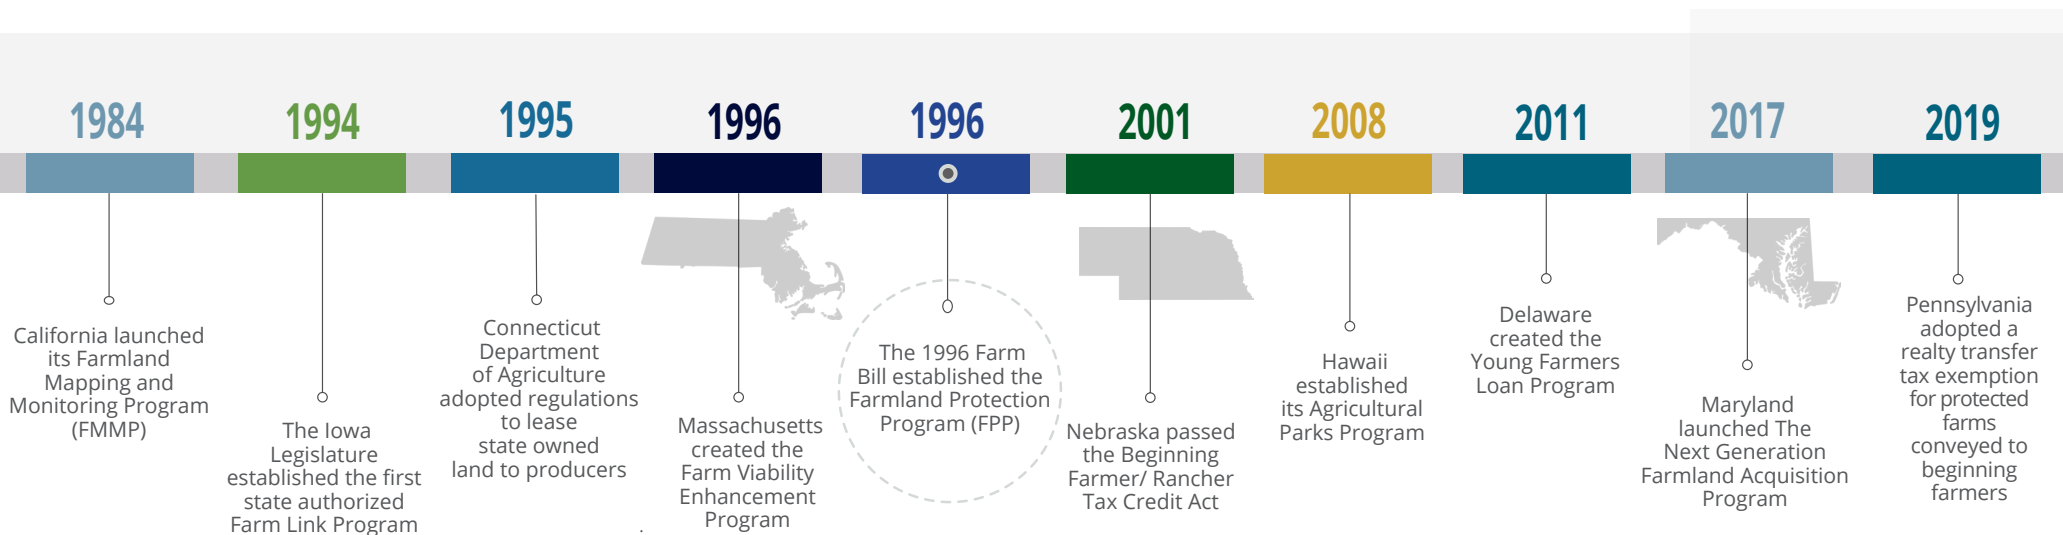 1984
California launched
its Farmland
Mapping and
Monitoring Program
(FMMP)
1994
The Iowa
Legislature
established the first
state authorized
Farm Link Program
1995
Connecticut
Department
of Agriculture
adopted regulations
to lease
state owned
land to producers
1996
Massachusetts
created the
Farm Viability
Enhancement
Program
1996
The 1996 Farm
Bill established the
Farmland Protection
Program (FPP)
2001
Nebraska passed
the Beginning
Farmer/ Rancher
Tax Credit Act
2008
Hawaii
established
its Agricultural
Parks Program
2011
Delaware
created the
Young Farmers
Loan Program
2017
Maryland
launched The
Next Generation
Farmland Acquisition
Program
2019
Pennsylvania
adopted a
realty transfer
tax exemption
for protected
farms
conveyed to
beginning
farmers